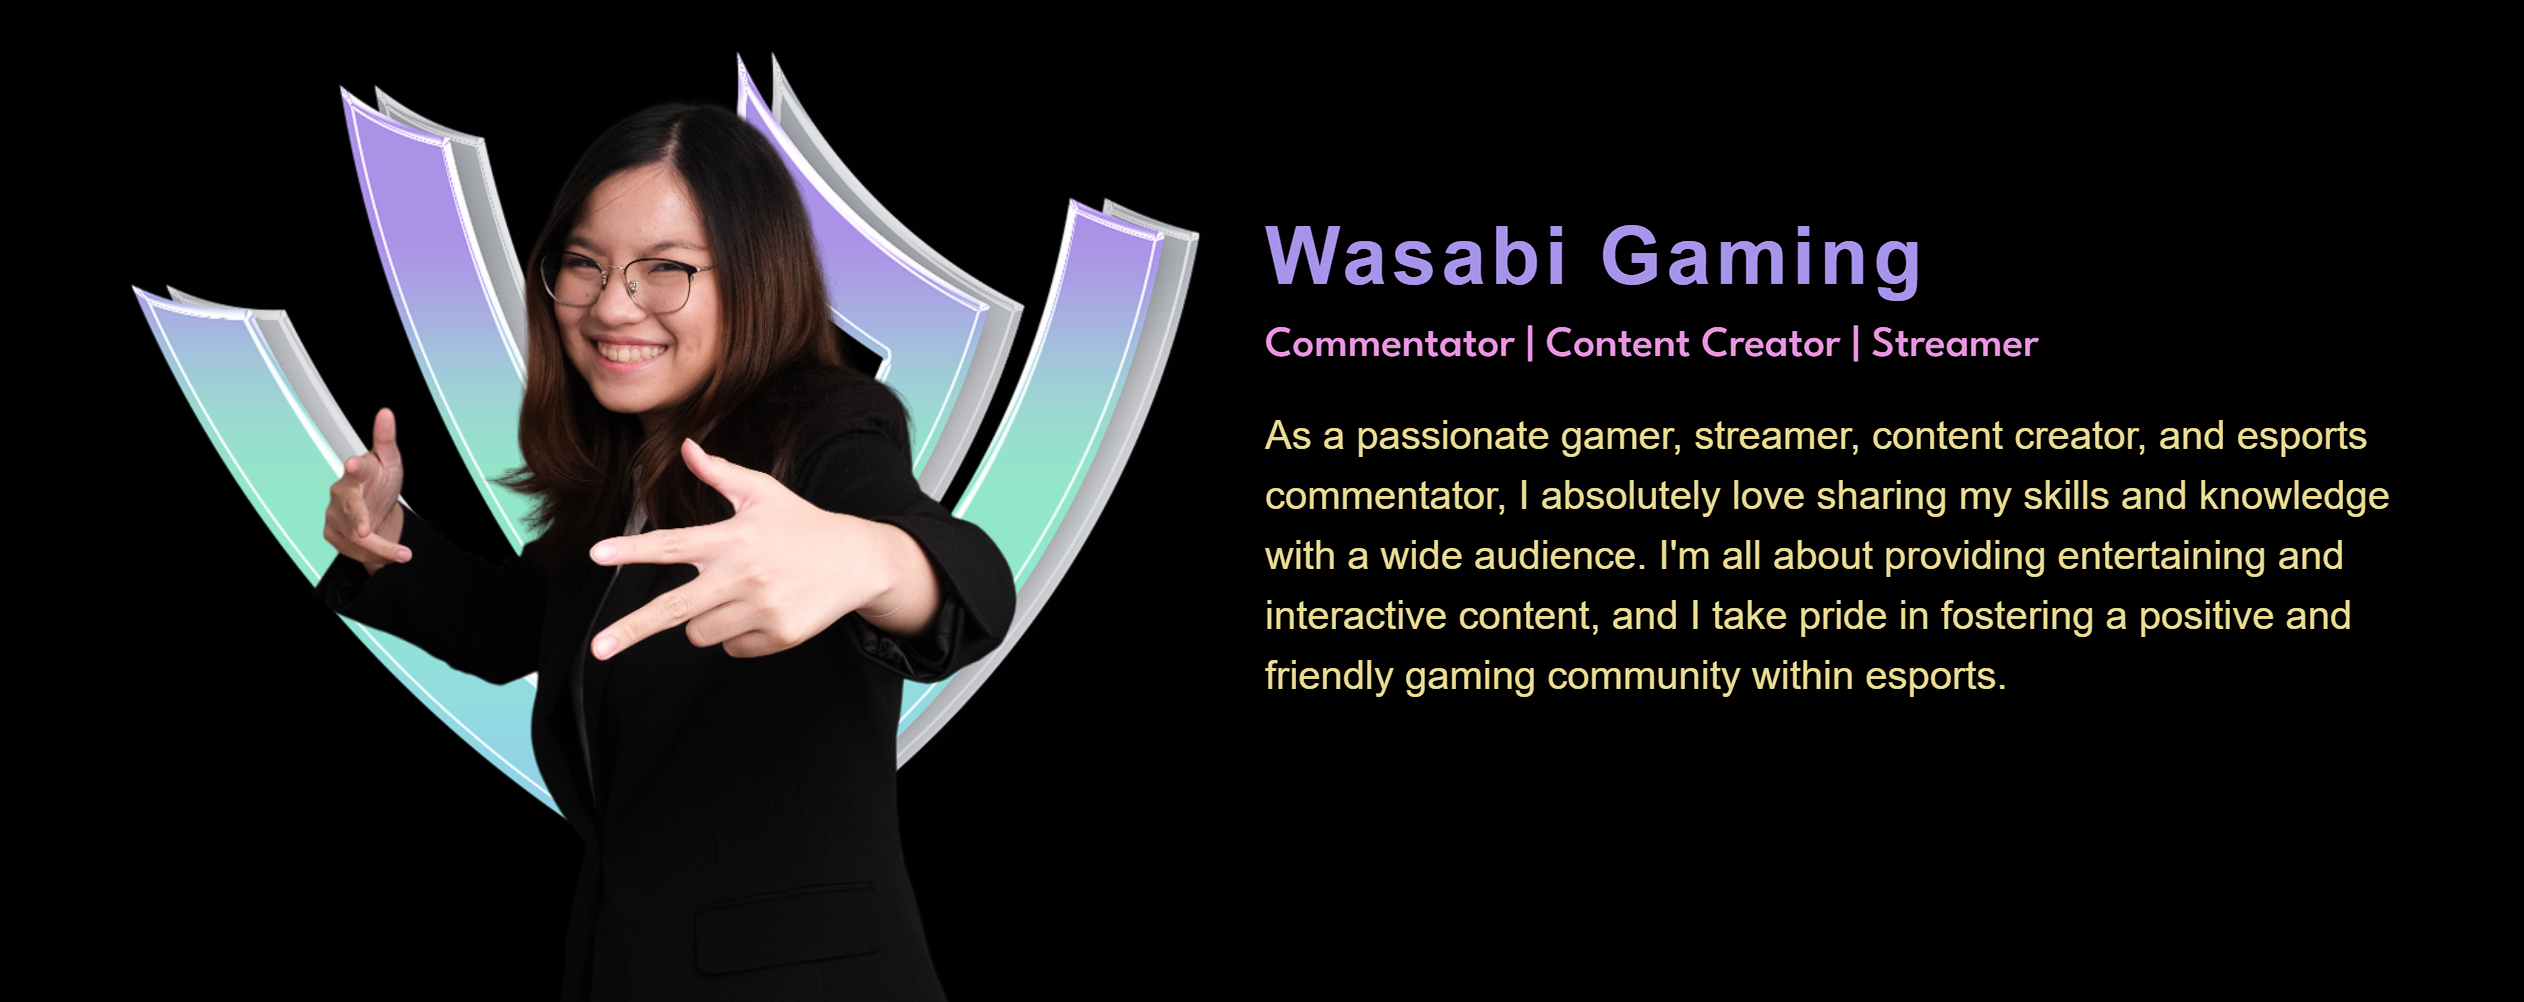 Wasabi Gaming
Commentator | Content Creator | Streamer
As a passionate gamer, streamer, content creator, and esports
commentator, I absolutely love sharing my skills and knowledge
with a wide audience. I'm all about providing entertaining and
interactive content, and I take pride in fostering a positive and
friendly gaming community within esports.